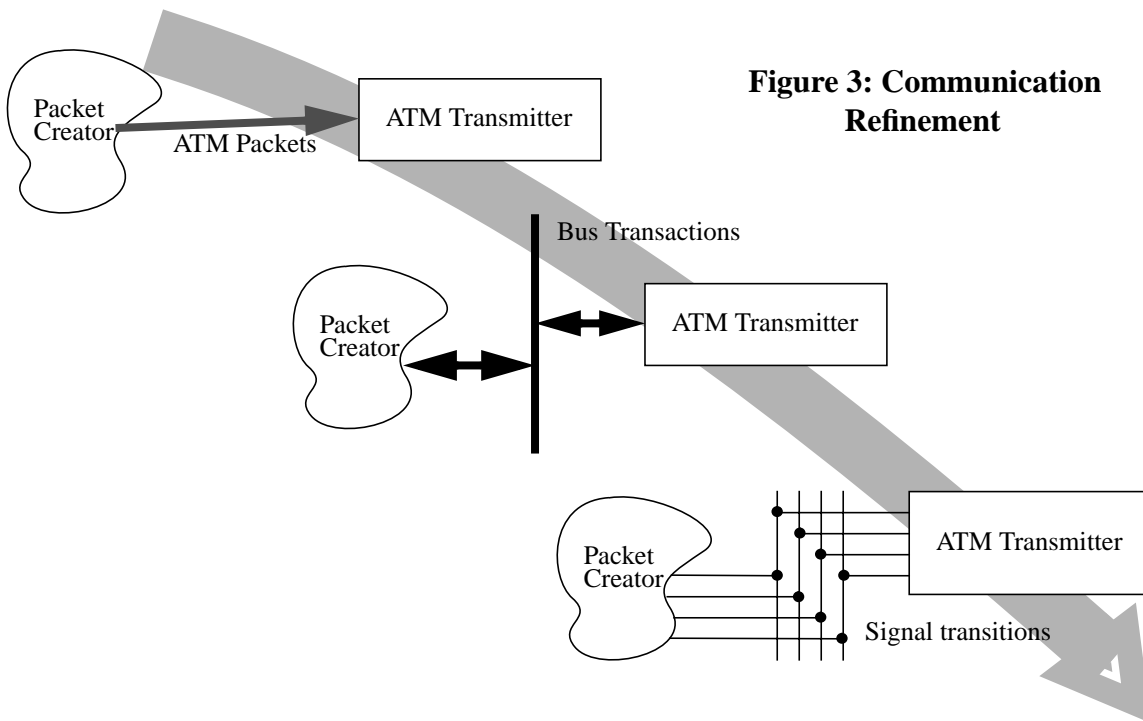 Figure 3: Communication
Refinement
Packet
Creator
ATM Packets
ATM Transmitter
Bus Transactions
Packet
Creator
ATM Transmitter
Packet
Creator
ATM Transmitter
Signal transitions